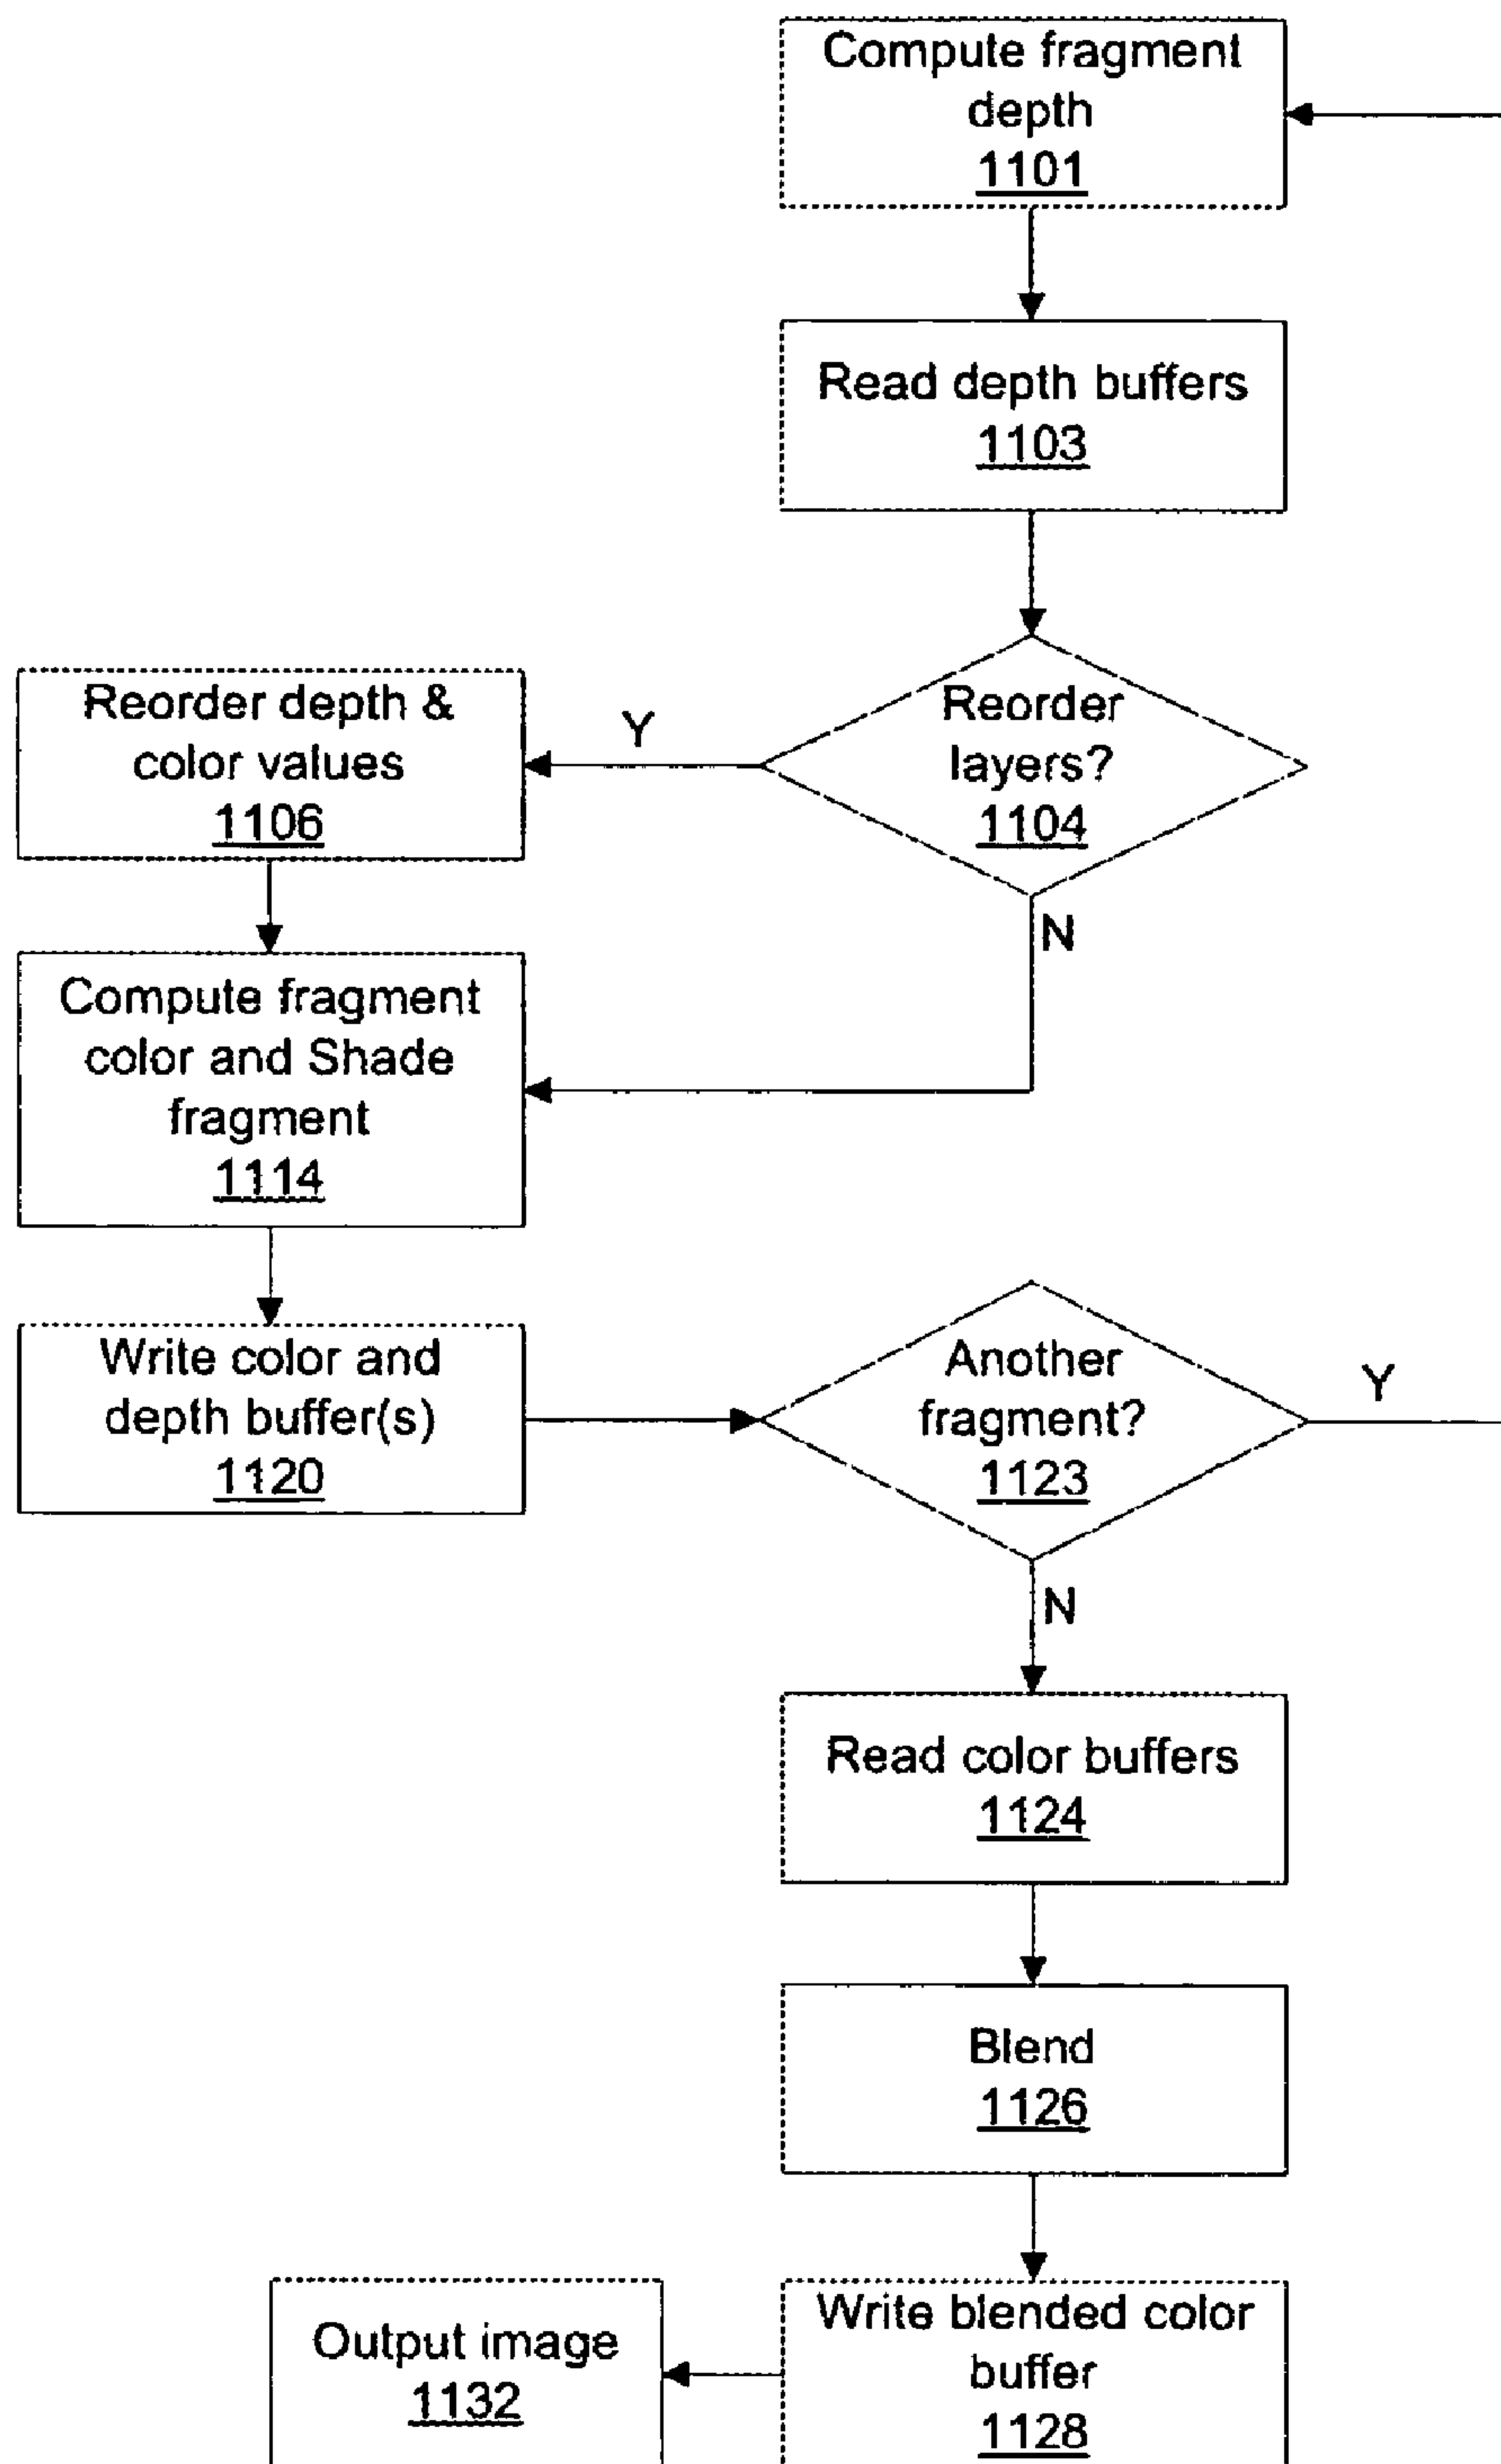 Compute fragment
depth
1101
Read depth buffers
1103
Reorder
layers?
1104
Y
N
Reorder depth &
color values
1106
Compute fragment
color and Shade
fragment
1114
Write color and
depth buffer(s)
1120
Another
fragment?
1123
Y
N
Read color buffers
1124
Blend
1126
Write blended color
buffer
1128
Output image
1132